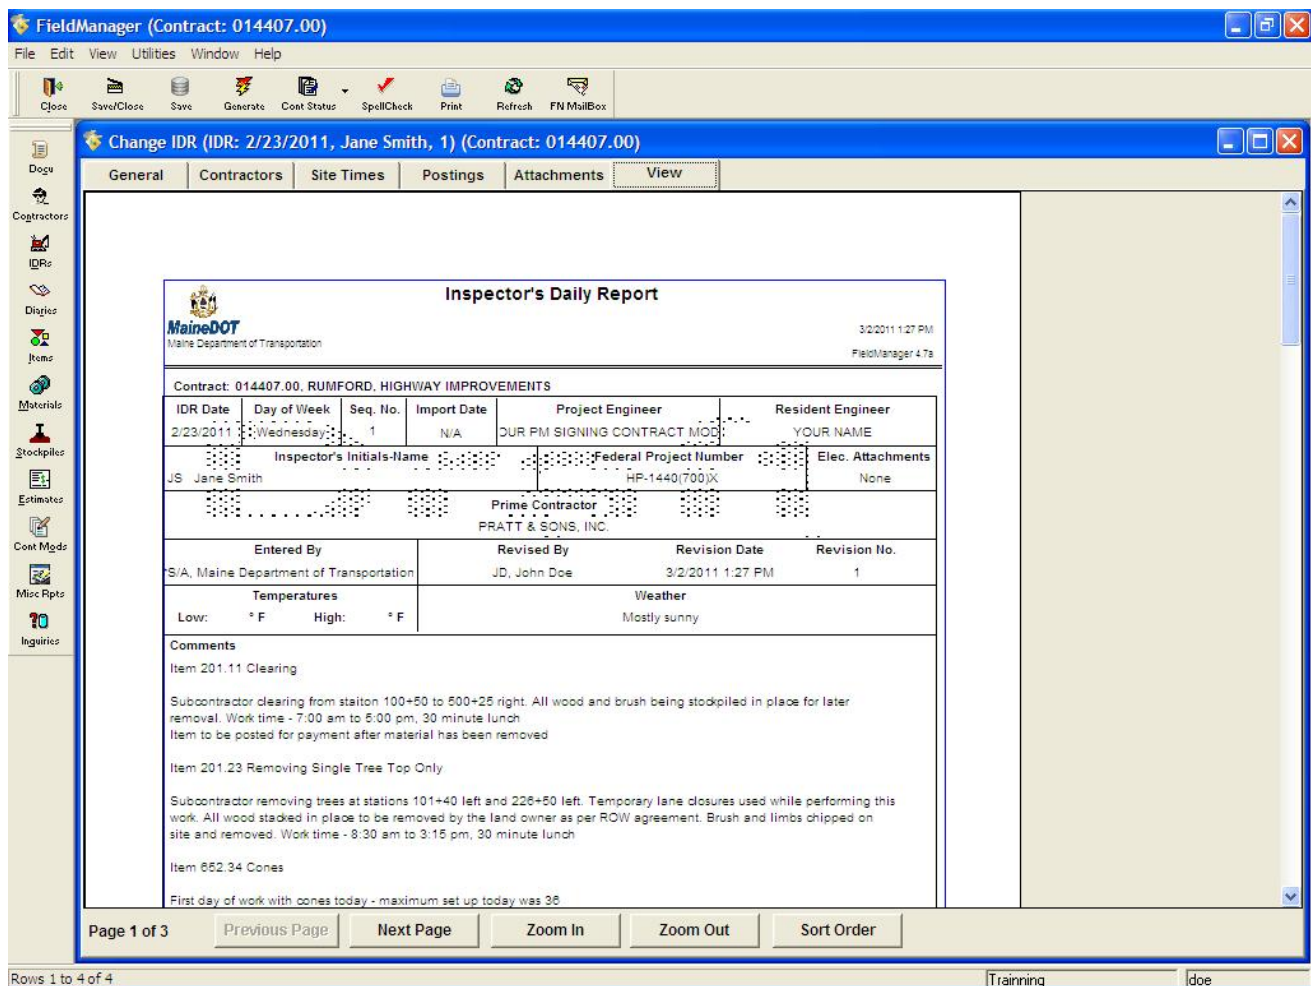 FieldManager (Contract: 014407.00)
File Edit View Utilities Window Help
Close Save/Close Save Generate Cont Status SpellCheck Print Refresh FN MailBox
Docu
Contractors
IDRs
Diaries
Items
Materials
Stockpiles
Estimates
Cont Mods
Misc Rpts
Inquiries
Change IDR (IDR: 2/23/2011, Jane Smith, 1) (Contract: 014407.00)
General Contractors Site Times Postings Attachments View
Inspector's Daily Report
MaineDOT
Maine Department of Transportation
3/2/2011 1:27 PM
FieldManager 4.7a
Contract: 014407.00, RUMFORD, HIGHWAY IMPROVEMENTS
IDR Date Day of Week Seq. No. Import Date Project Engineer Resident Engineer
2/23/2011 Wednesday 1 N/A OUR PM SIGNING CONTRACT MOD YOUR NAME
Inspector's Initials-Name Federal Project Number Elec. Attachments
JS Jane Smith HP-1440(700)X None
Prime Contractor
PRATT & SONS, INC.
Entered By Revised By Revision Date Revision No.
S/A, Maine Department of Transportation JD, John Doe 3/2/2011 1:27 PM 1
Temperatures Weather
Low: ° F High: ° F Mostly sunny
Comments
Item 201.11 Clearing
Subcontractor clearing from staiton 100+50 to 500+25 right. All wood and brush being stockpiled in place for later
removal. Work time - 7:00 am to 5:00 pm, 30 minute lunch
Item to be posted for payment after material has been removed
Item 201.23 Removing Single Tree Top Only
Subcontractor removing trees at stations 101+40 left and 226+50 left. Temporary lane closures used while performing this
work. All wood stacked in place to be removed by the land owner as per ROW agreement. Brush and limbs chipped on
site and removed. Work time - 8:30 am to 3:15 pm, 30 minute lunch
Item 652.34 Cones
First day of work with cones today - maximum set up today was 36
Page 1 of 3 Previous Page Next Page Zoom In Zoom Out Sort Order
Rows 1 to 4 of 4 Trainning doe